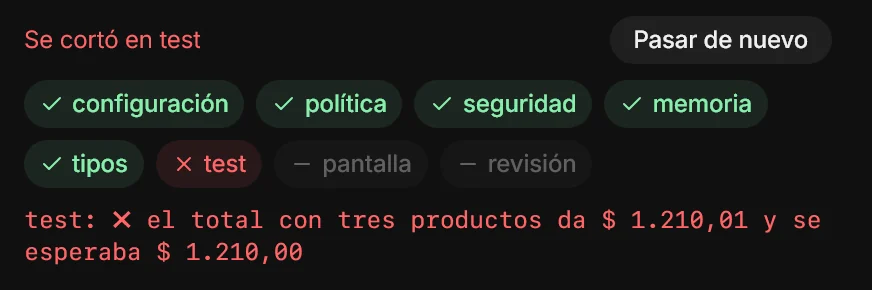 Se cortó en test
Pasar de nuevo
✓ configuración ✓ política ✓ seguridad ✓ memoria
✓ tipos × test — pantalla — revisión
test: ❌ el total con tres productos da $ 1.210,01 y se
esperaba $ 1.210,00